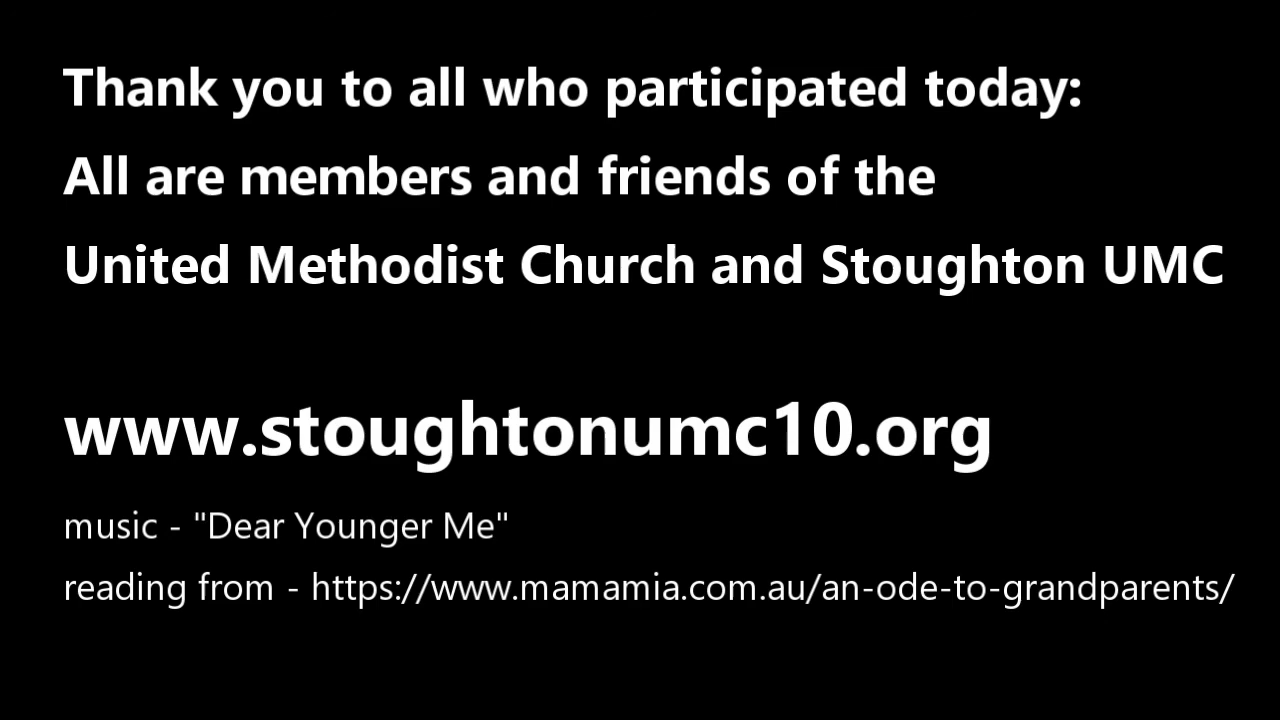 Thank you to all who participated today:
All are members and friends of the
United Methodist Church and Stoughton UMC
www.stoughtonumc10.org
music - "Dear Younger Me"
reading from - https://www.mamamia.com.au/an-ode-to-grandparents/